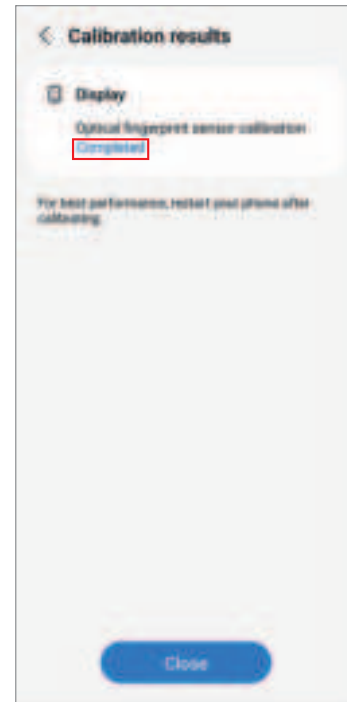 Calibration results
Display
Optical fingerprint sensor calibration
Completed
For best performance, restart your phone after
calibrating.
Close